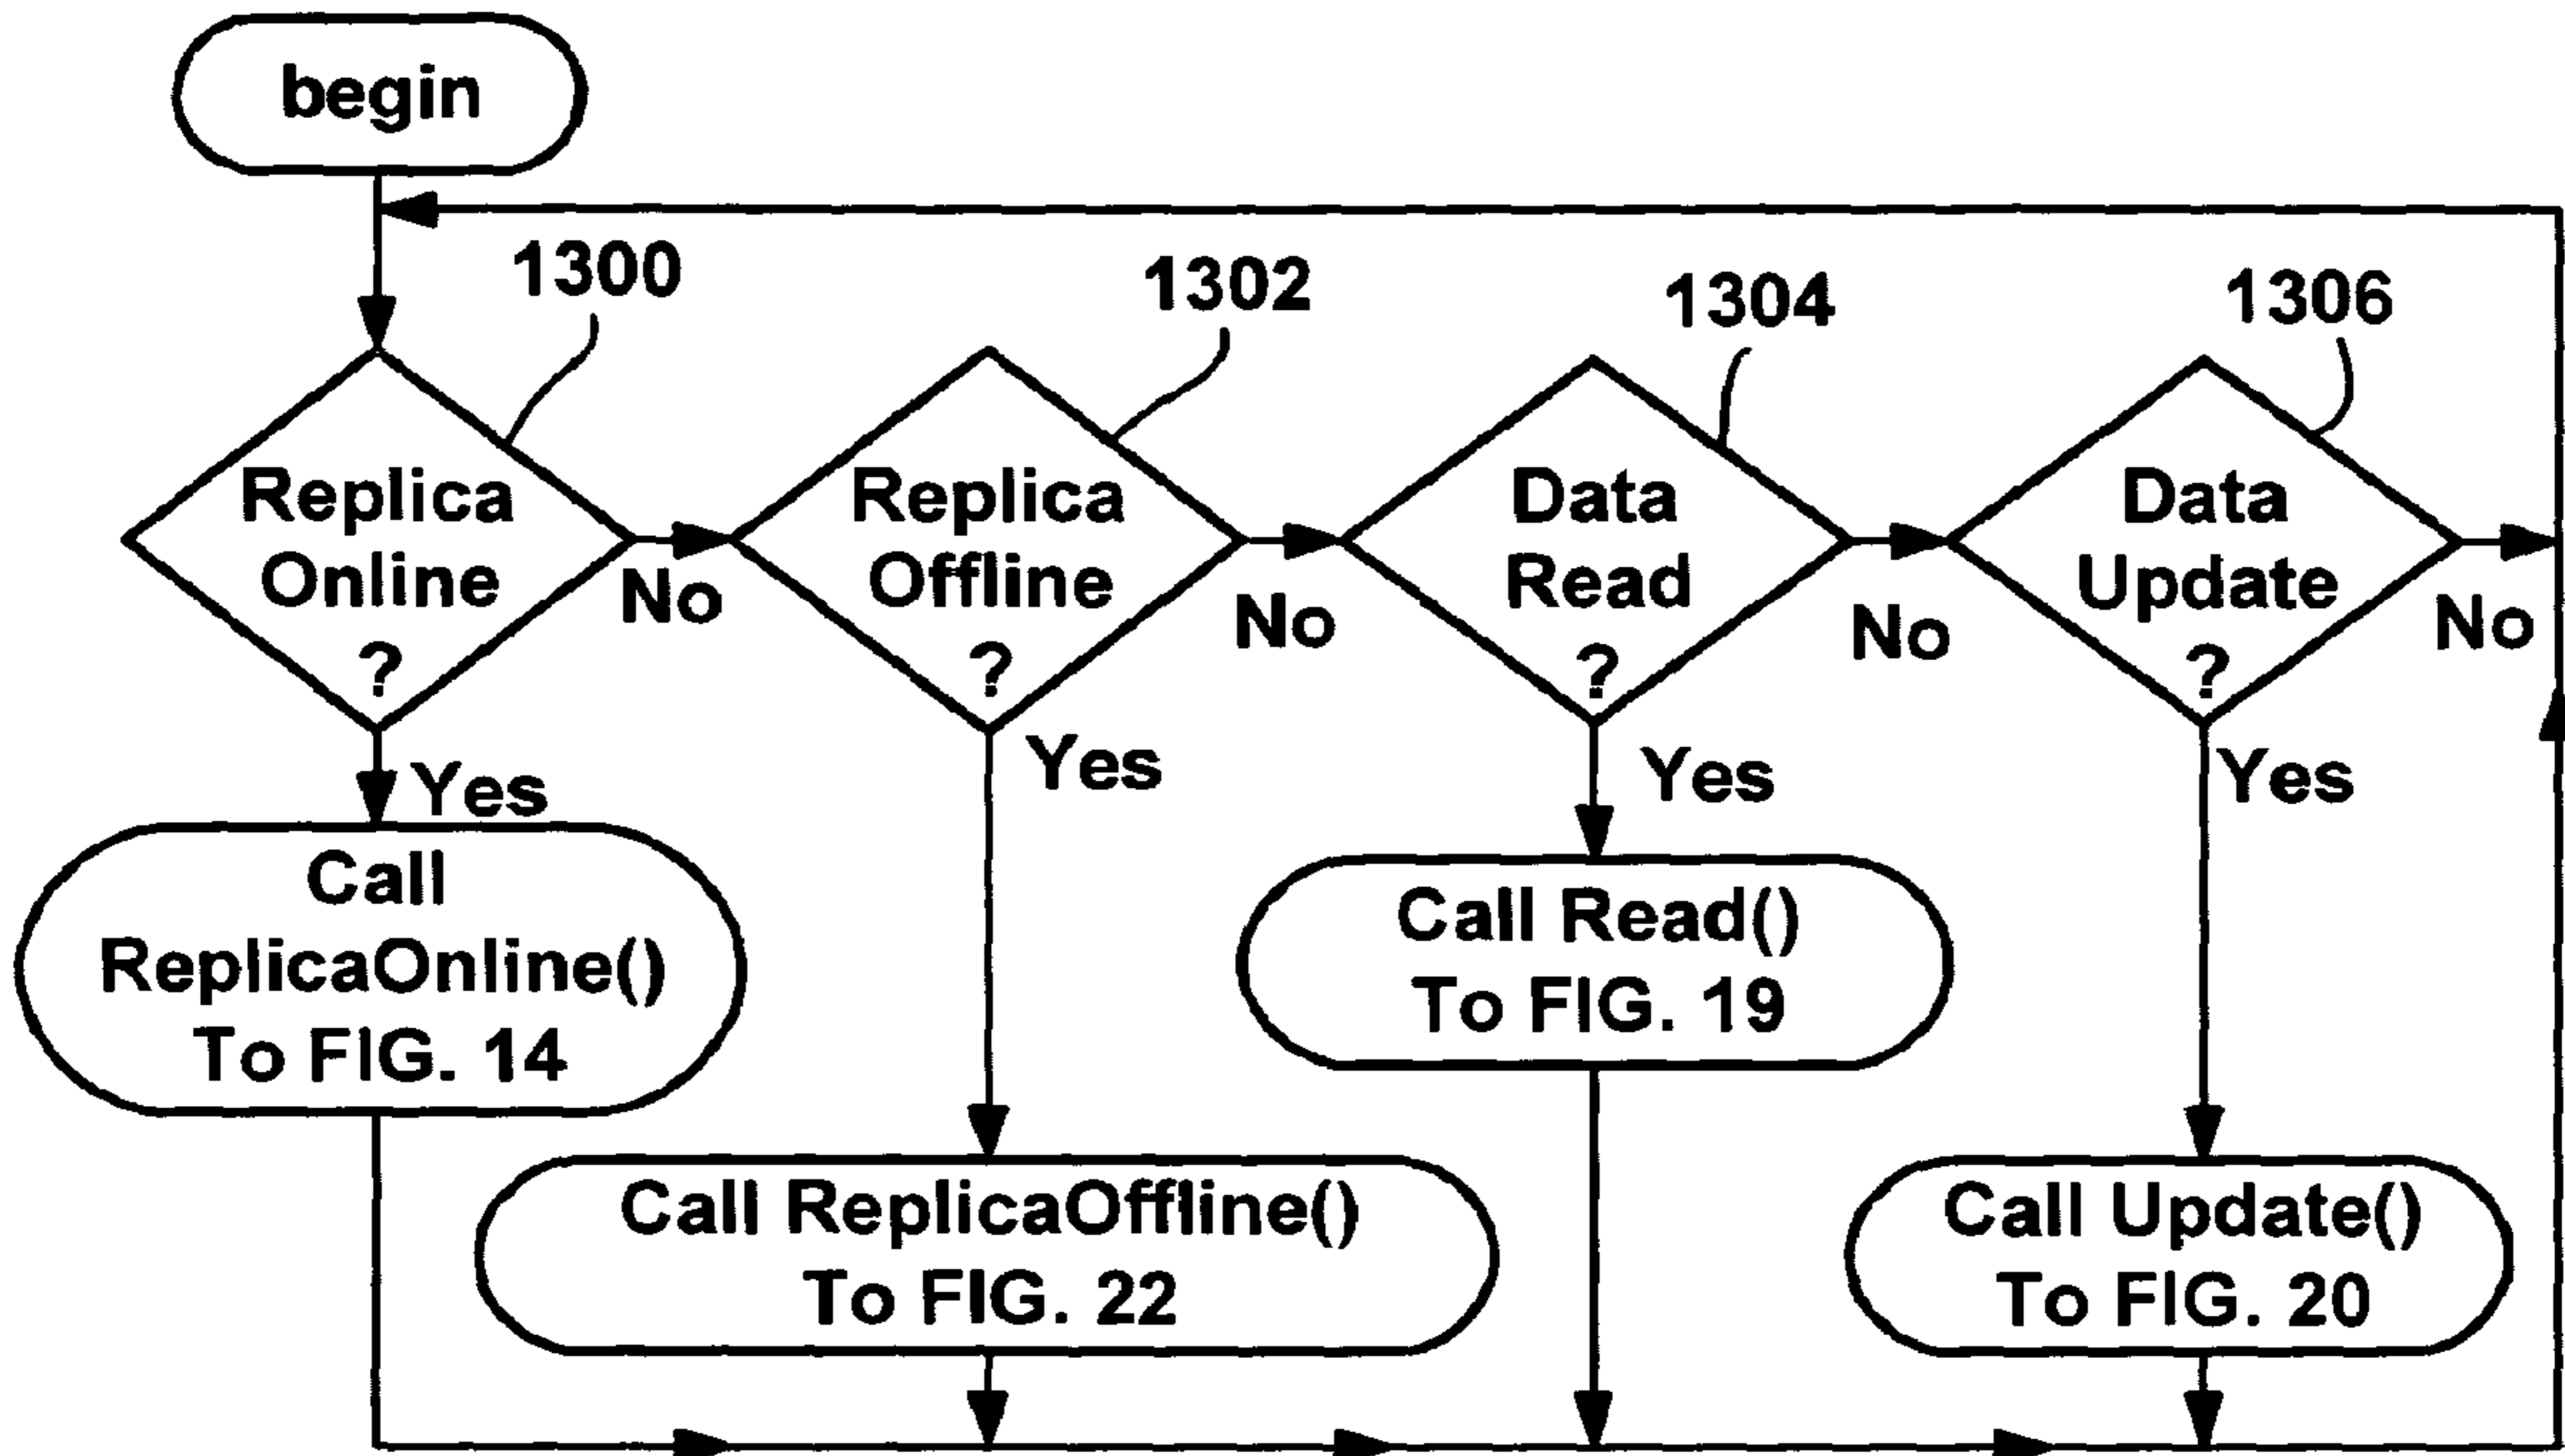 begin
1300
1302
1304
1306
Replica
Online
?
No
Replica
Offline
?
No
Data
Read
?
No
Data
Update
?
No
Yes
Yes
Yes
Yes
Call
ReplicaOnline()
To FIG. 14
Call ReplicaOffline()
To FIG. 22
Call Read()
To FIG. 19
Call Update()
To FIG. 20